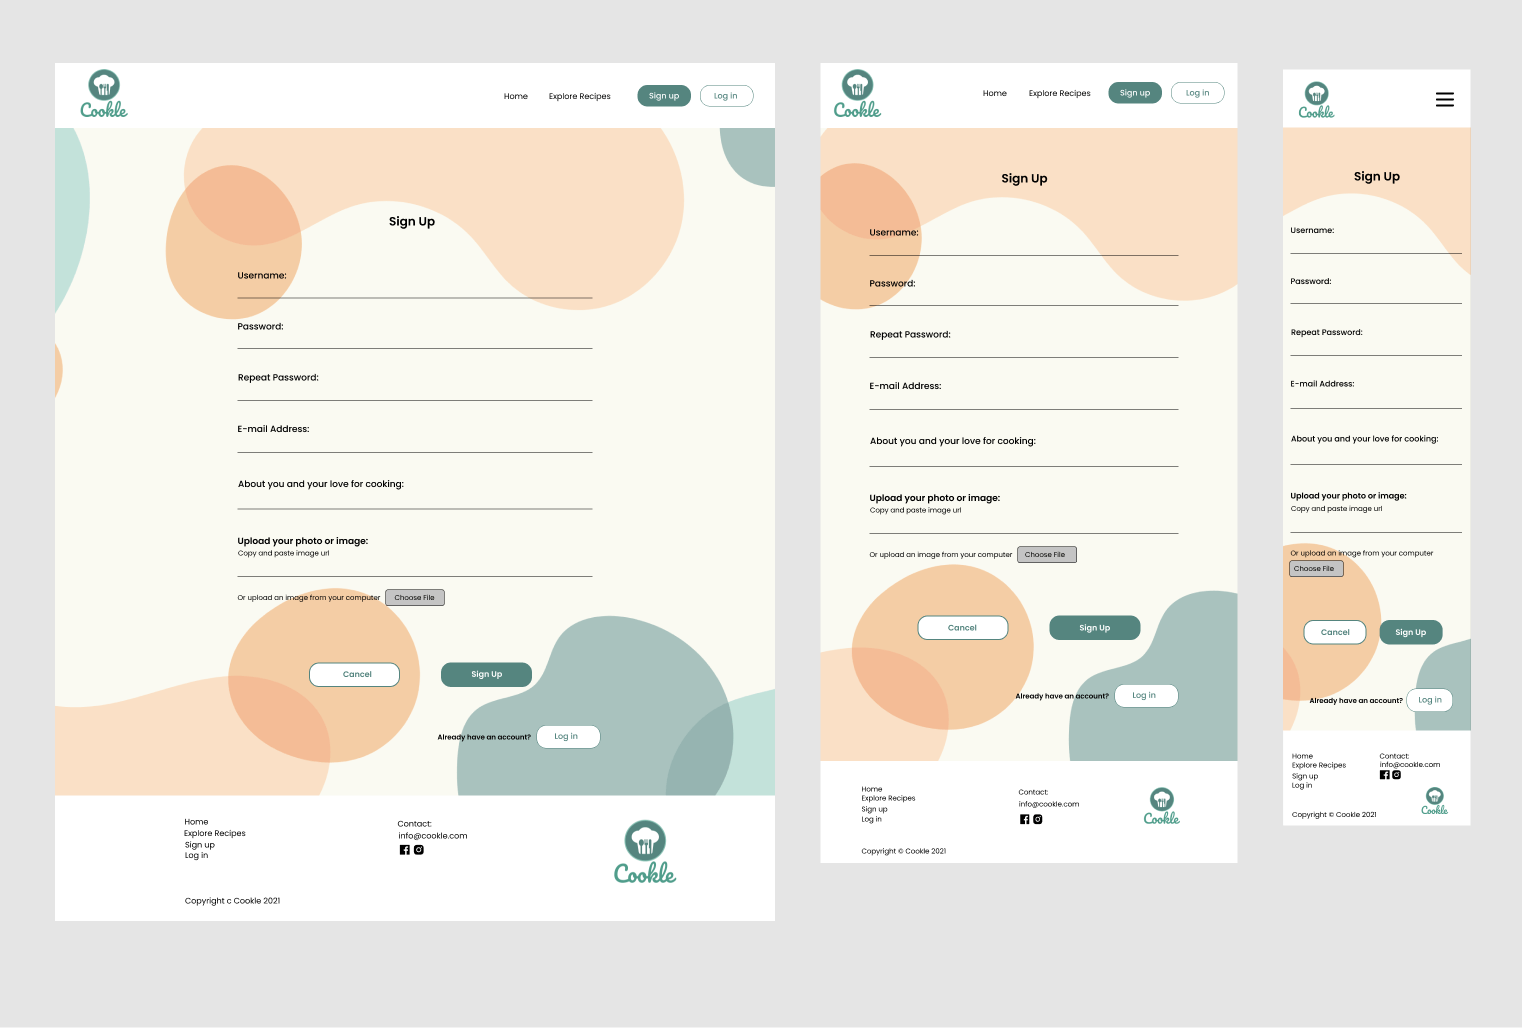 Cookle
Home Explore Recipes Sign up Log in
Sign Up
Username:
Password:
Repeat Password:
E-mail Address:
About you and your love for cooking:
Upload your photo or image:
Copy and paste image url
Or upload an image from your computer Choose File
Cancel Sign Up
Already have an account? Log in
Home
Explore Recipes
Sign up
Log in
Contact:
info@cookle.com
Cookle
Copyright c Cookle 2021
Cookle
Home Explore Recipes Sign up Log in
Sign Up
Username:
Password:
Repeat Password:
E-mail Address:
About you and your love for cooking:
Upload your photo or image:
Copy and paste image url
Or upload an image from your computer Choose File
Cancel Sign Up
Already have an account? Log in
Home
Explore Recipes
Sign up
Log in
Contact:
info@cookle.com
Cookle
Copyright © Cookle 2021
Cookle
Sign Up
Username:
Password:
Repeat Password:
E-mail Address:
About you and your love for cooking:
Upload your photo or image:
Copy and paste image url
Or upload an image from your computer
Choose File
Cancel Sign Up
Already have an account? Log in
Home
Explore Recipes
Sign up
Log in
Contact:
info@cookle.com
Cookle
Copyright © Cookle 2021